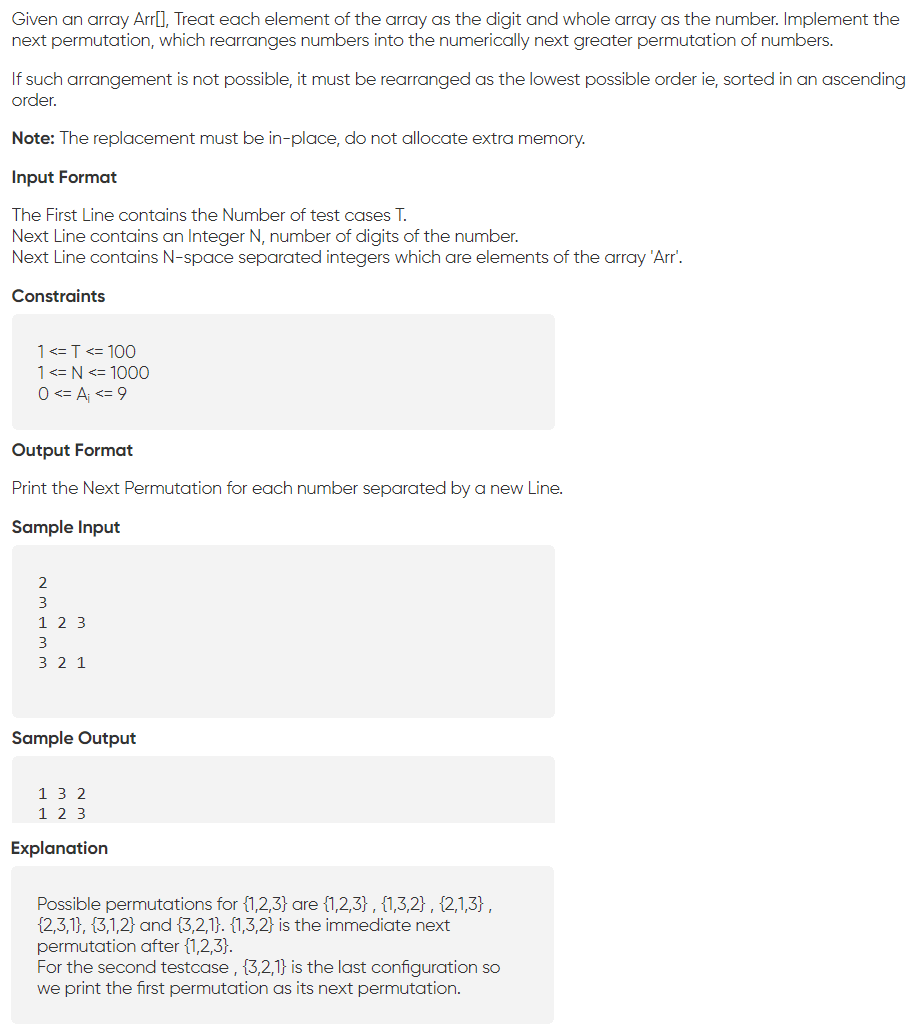 Given an array Arr[], Treat each element of the array as the digit and whole array as the number. Implement the
next permutation, which rearranges numbers into the numerically next greater permutation of numbers.
If such arrangement is not possible, it must be rearranged as the lowest possible order ie, sorted in an ascending
order.
Note: The replacement must be in-place, do not allocate extra memory.
Input Format
The First Line contains the Number of test cases T.
Next Line contains an Integer N, number of digits of the number.
Next Line contains N-space separated integers which are elements of the array 'Arr'.
Constraints
1 <= T <= 100
1 <= N <= 1000
0 <= Ai <= 9
Output Format
Print the Next Permutation for each number separated by a new Line.
Sample Input
2
3
1 2 3
3
3 2 1
Sample Output
1 3 2
1 2 3
Explanation
Possible permutations for {1,2,3} are {1,2,3} , {1,3,2} , {2,1,3} ,
{2,3,1}, {3,1,2} and {3,2,1}. {1,3,2} is the immediate next
permutation after {1,2,3}.
For the second testcase , {3,2,1} is the last configuration so
we print the first permutation as its next permutation.